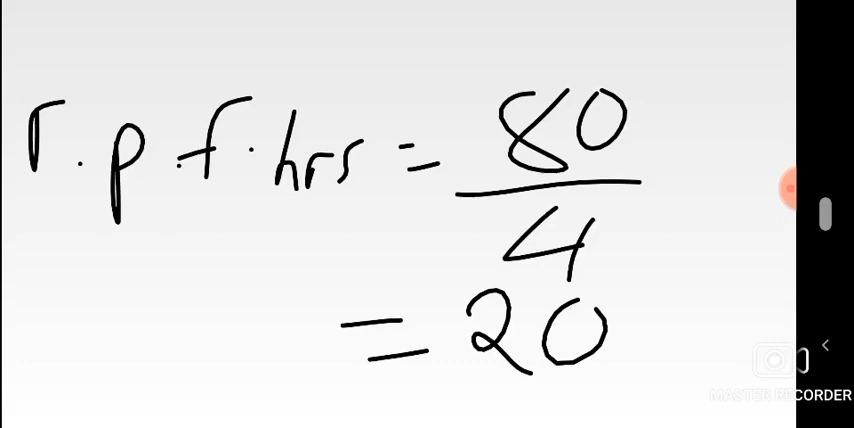 r.p.f.hrs = 80/4
= 20
MASTER RECORDER